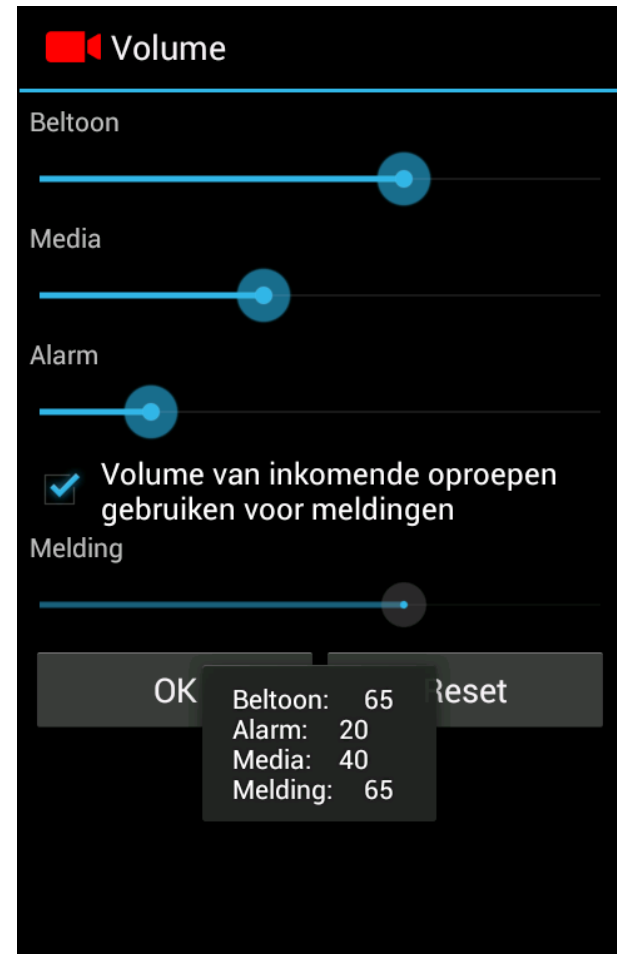 Volume
Beltoon
Media
Alarm
Volume van inkomende oproepen
gebruiken voor meldingen
Melding
OK
Reset
Beltoon: 65
Alarm: 20
Media: 40
Melding: 65